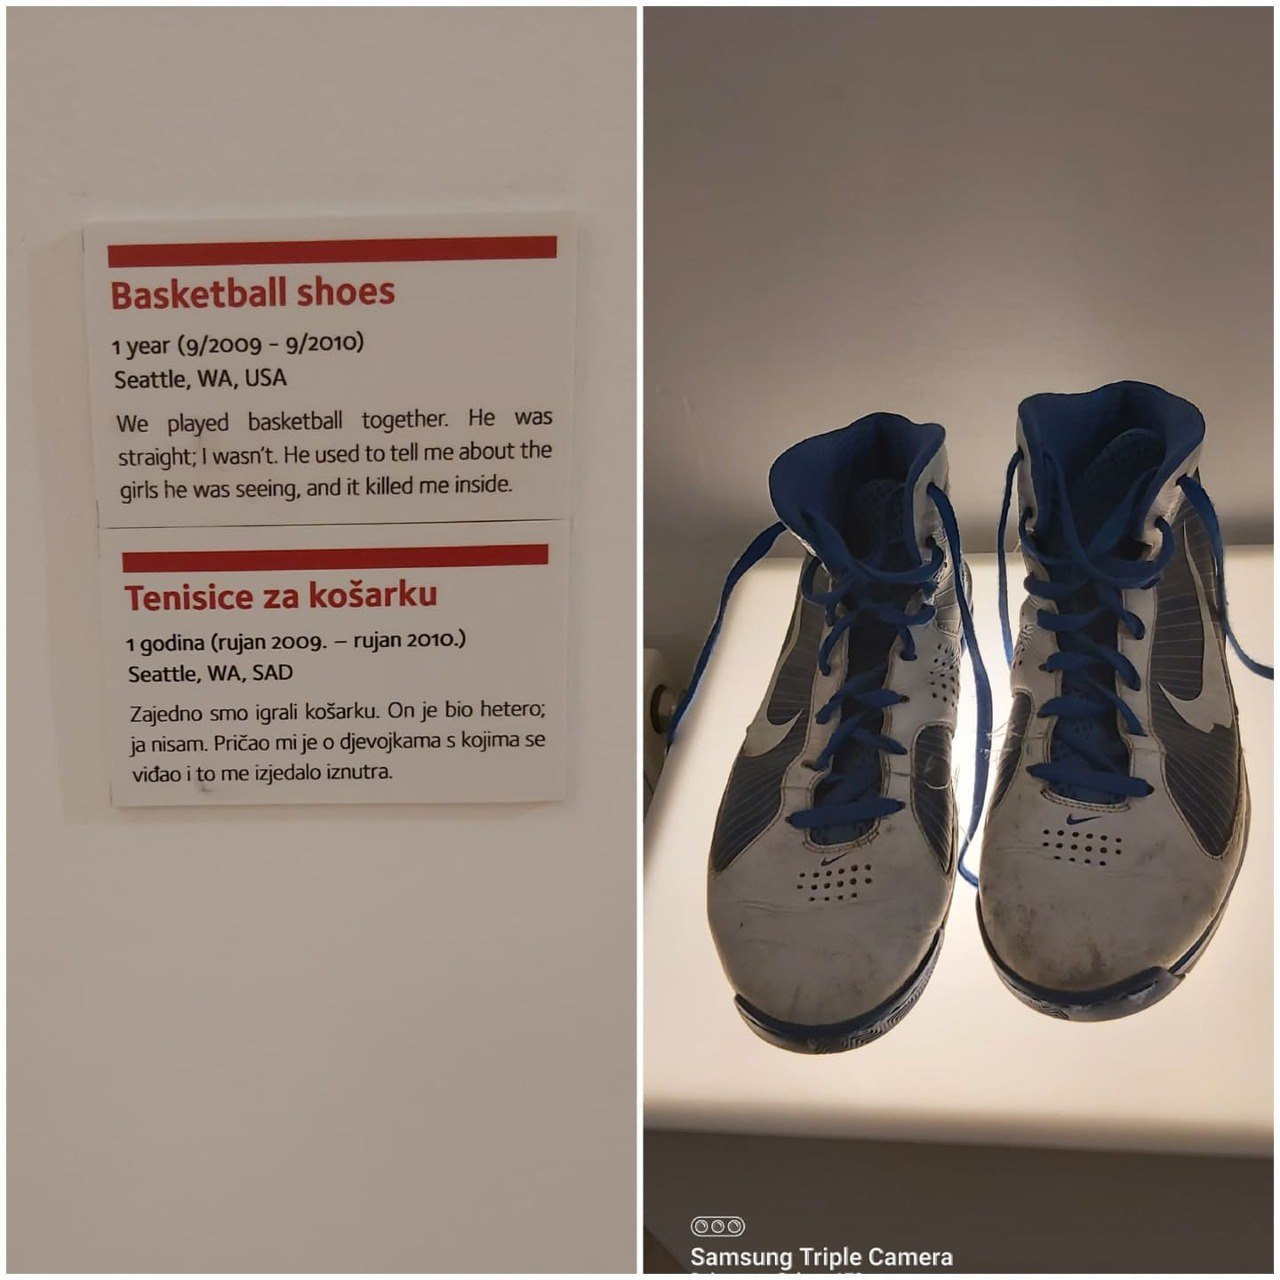 Basketball shoes
1 year (9/2009 - 9/2010)
Seattle, WA, USA
We played basketball together. He was
straight; I wasn't. He used to tell me about the
girls he was seeing, and it killed me inside.
Tenisice za košarku
1 godina (rujan 2009. – rujan 2010.)
Seattle, WA, SAD
Zajedno smo igrali košarku. On je bio hetero;
ja nisam. Pričao mi je o djevojkama s kojima se
viđao i to me izjedalo iznutra.
Samsung Triple Camera